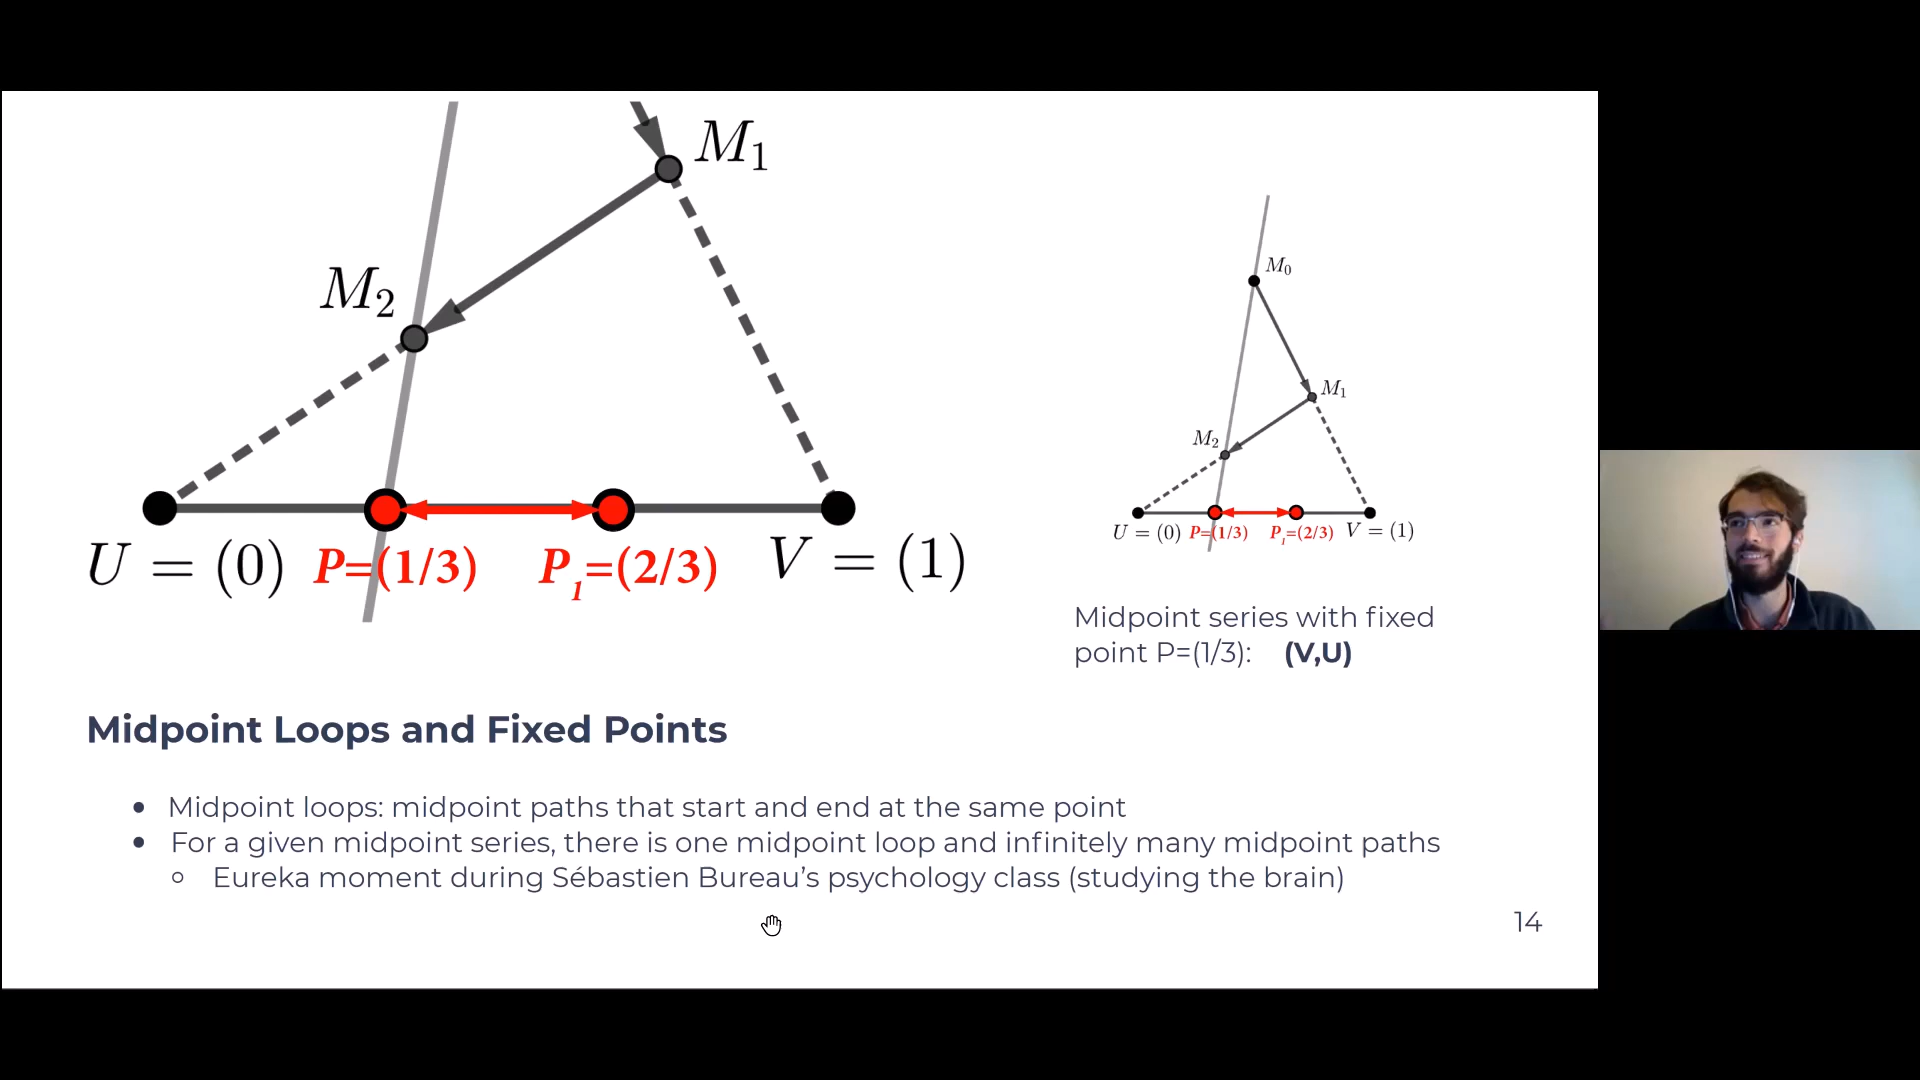 M₁
M₂
U = (0) P=(1/3) P₁=(2/3) V = (1)
M₀
M₁
M₂
U = (0) P=(1/3) P₁=(2/3) V = (1)
Midpoint series with fixed
point P=(1/3): (V,U)
Midpoint Loops and Fixed Points
● Midpoint loops: midpoint paths that start and end at the same point
● For a given midpoint series, there is one midpoint loop and infinitely many midpoint paths
○ Eureka moment during Sébastien Bureau’s psychology class (studying the brain)
14